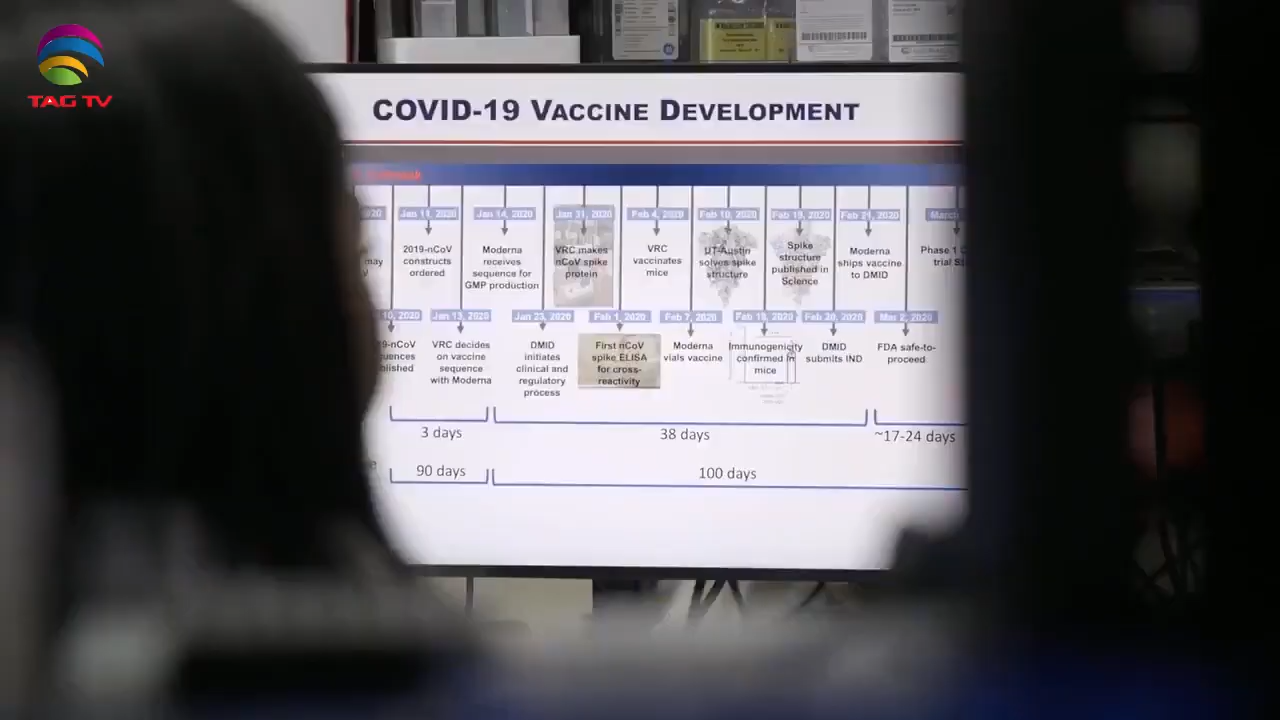 TAG TV
COVID-19 VACCINE DEVELOPMENT
Jan 11, 2020
Jan 14, 2020
Jan 31, 2020
Feb 4, 2020
Feb 10, 2020
Feb 19, 2020
Feb 21, 2020
March
may
2019-nCoV
constructs
ordered
Moderna
receives
sequence for
GMP production
VRC makes
nCoV spike
protein
VRC
vaccinates
mice
UT-Austin
solves spike
structure
Spike
structure
published in
Science
Moderna
ships vaccine
to DMID
Phase 1
trial
Jan 13, 2020
Jan 23, 2020
Feb 1, 2020
Feb 7, 2020
Feb 18, 2020
Feb 20, 2020
Mar 2, 2020
VRC decides
on vaccine
sequence
with Moderna
DMID
initiates
clinical and
regulatory
process
First nCoV
spike ELISA
for cross-
reactivity
Moderna
vials vaccine
Immunogenicity
confirmed in
mice
DMID
submits IND
FDA safe-to-
proceed
3 days
38 days
~17-24 days
90 days
100 days